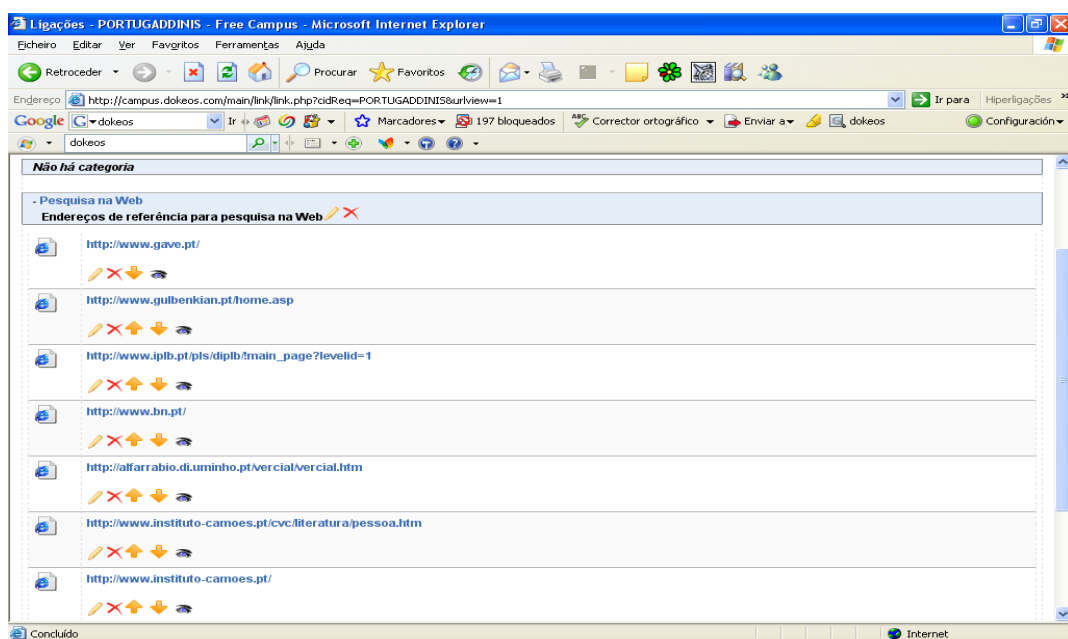 Ligações - PORTUGADDINIS - Free Campus - Microsoft Internet Explorer
Ficheiro Editar Ver Favoritos Ferramentas Ajuda
Retroceder Procurar Favoritos
Endereço http://campus.dokeos.com/main/link/link.php?cidReq=PORTUGADDINIS&urlview=1 Ir para Hiperligações »
Google G dokeos Ir Marcadores 197 bloqueados ABC Corrector ortográfico Enviar a dokeos Configuración
dokeos
Não há categoria
- Pesquisa na Web
Endereços de referência para pesquisa na Web
http://www.gave.pt/
http://www.gulbenkian.pt/home.asp
http://www.iplb.pt/pls/diplb/!main_page?levelid=1
http://www.bn.pt/
http://alfarrabio.di.uminho.pt/vercial/vercial.htm
http://www.instituto-camoes.pt/cvc/literatura/pessoa.htm
http://www.instituto-camoes.pt/
Concluído Internet